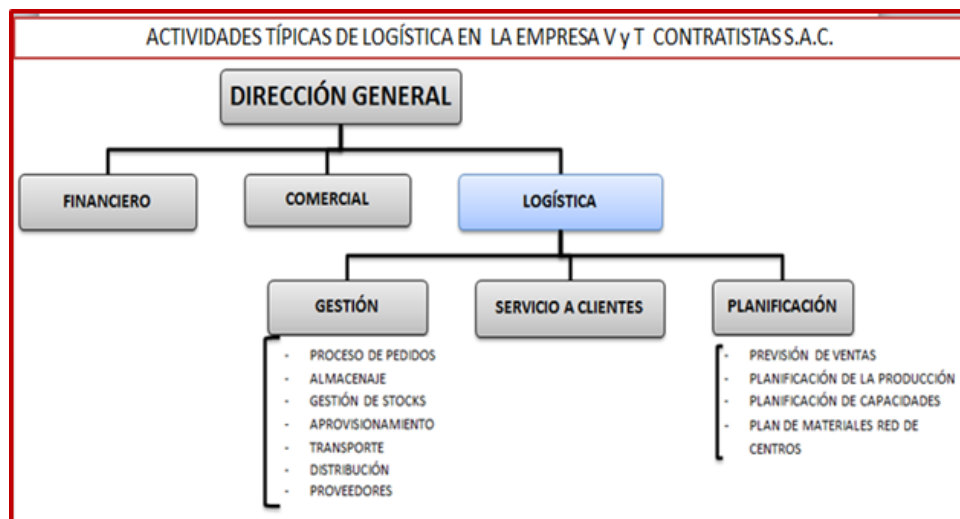 ACTIVIDADES TÍPICAS DE LOGÍSTICA EN LA EMPRESA V y T CONTRATISTAS S.A.C.
DIRECCIÓN GENERAL
FINANCIERO
COMERCIAL
LOGÍSTICA
GESTIÓN
SERVICIO A CLIENTES
PLANIFICACIÓN
- PROCESO DE PEDIDOS
- ALMACENAJE
- GESTIÓN DE STOCKS
- APROVISIONAMIENTO
- TRANSPORTE
- DISTRIBUCIÓN
- PROVEEDORES
- PREVISIÓN DE VENTAS
- PLANIFICACIÓN DE LA PRODUCCIÓN
- PLANIFICACIÓN DE CAPACIDADES
- PLAN DE MATERIALES RED DE
CENTROS